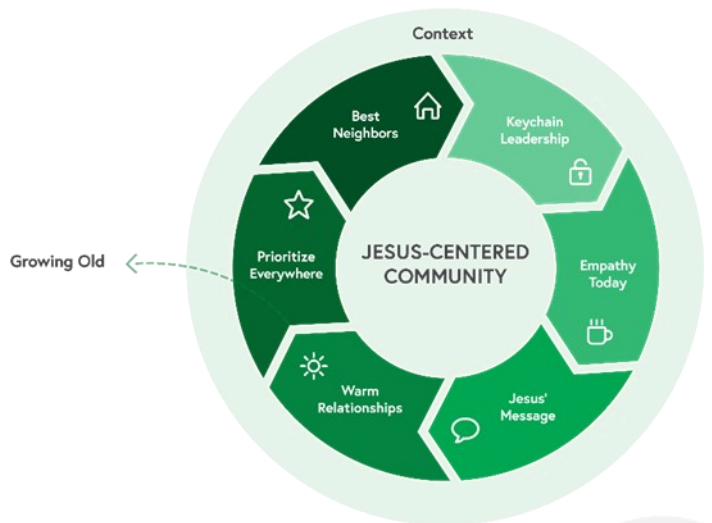 Context
Best
Neighbors
Keychain
Leadership
Growing Old
Prioritize
Everywhere
JESUS-CENTERED
COMMUNITY
Empathy
Today
Warm
Relationships
Jesus'
Message